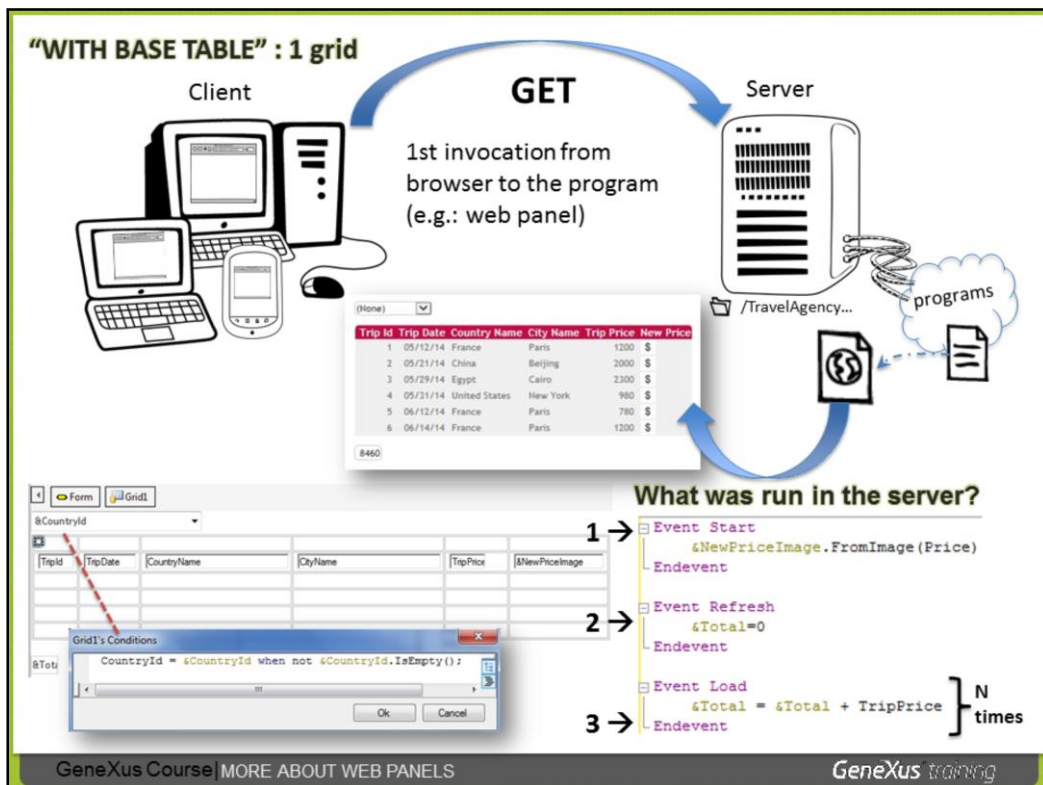 “WITH BASE TABLE” : 1 grid
Client
GET
Server
1st invocation from
browser to the program
(e.g.: web panel)
programs
/TravelAgency...
(None)
Trip Id Trip Date Country Name City Name Trip Price New Price
1 05/12/14 France Paris 1200 $
2 05/21/14 China Beijing 2000 $
3 05/29/14 Egypt Cairo 2300 $
4 05/31/14 United States New York 980 $
5 06/12/14 France Paris 780 $
6 06/14/14 France Paris 1200 $
8460
Form Grid1
&CountryId
TripId TripDate CountryName CityName TripPrice &NewPriceImage
&Tota
Grid1's Conditions
CountryId = &CountryId when not &CountryId.IsEmpty();
Ok Cancel
What was run in the server?
1 Event Start
&NewPriceImage.FromImage(Price)
Endevent
2 Event Refresh
&Total=0
Endevent
3 Event Load
&Total = &Total + TripPrice
Endevent
N
times
GeneXus Course| MORE ABOUT WEB PANELS
GeneXus training